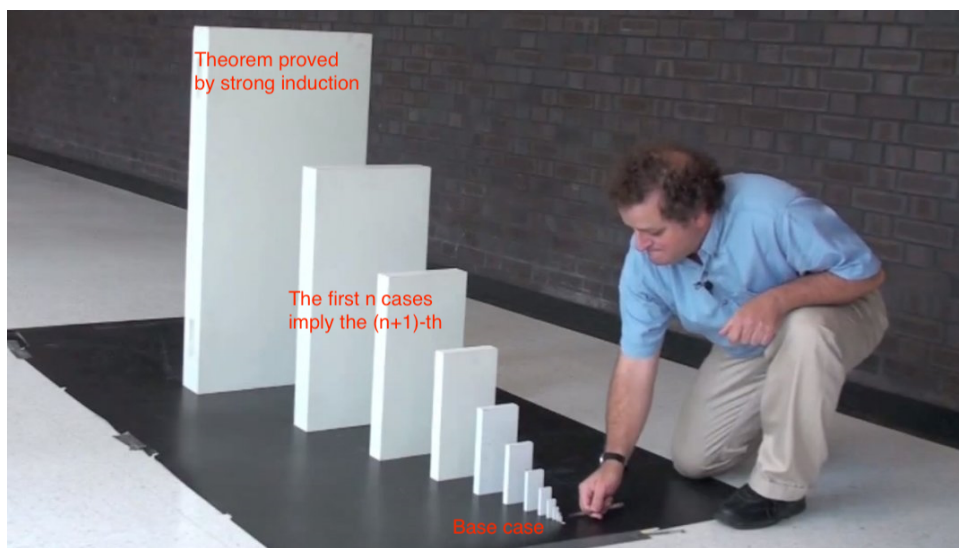 Theorem proved
by strong induction
The first n cases
imply the (n+1)-th
Base case